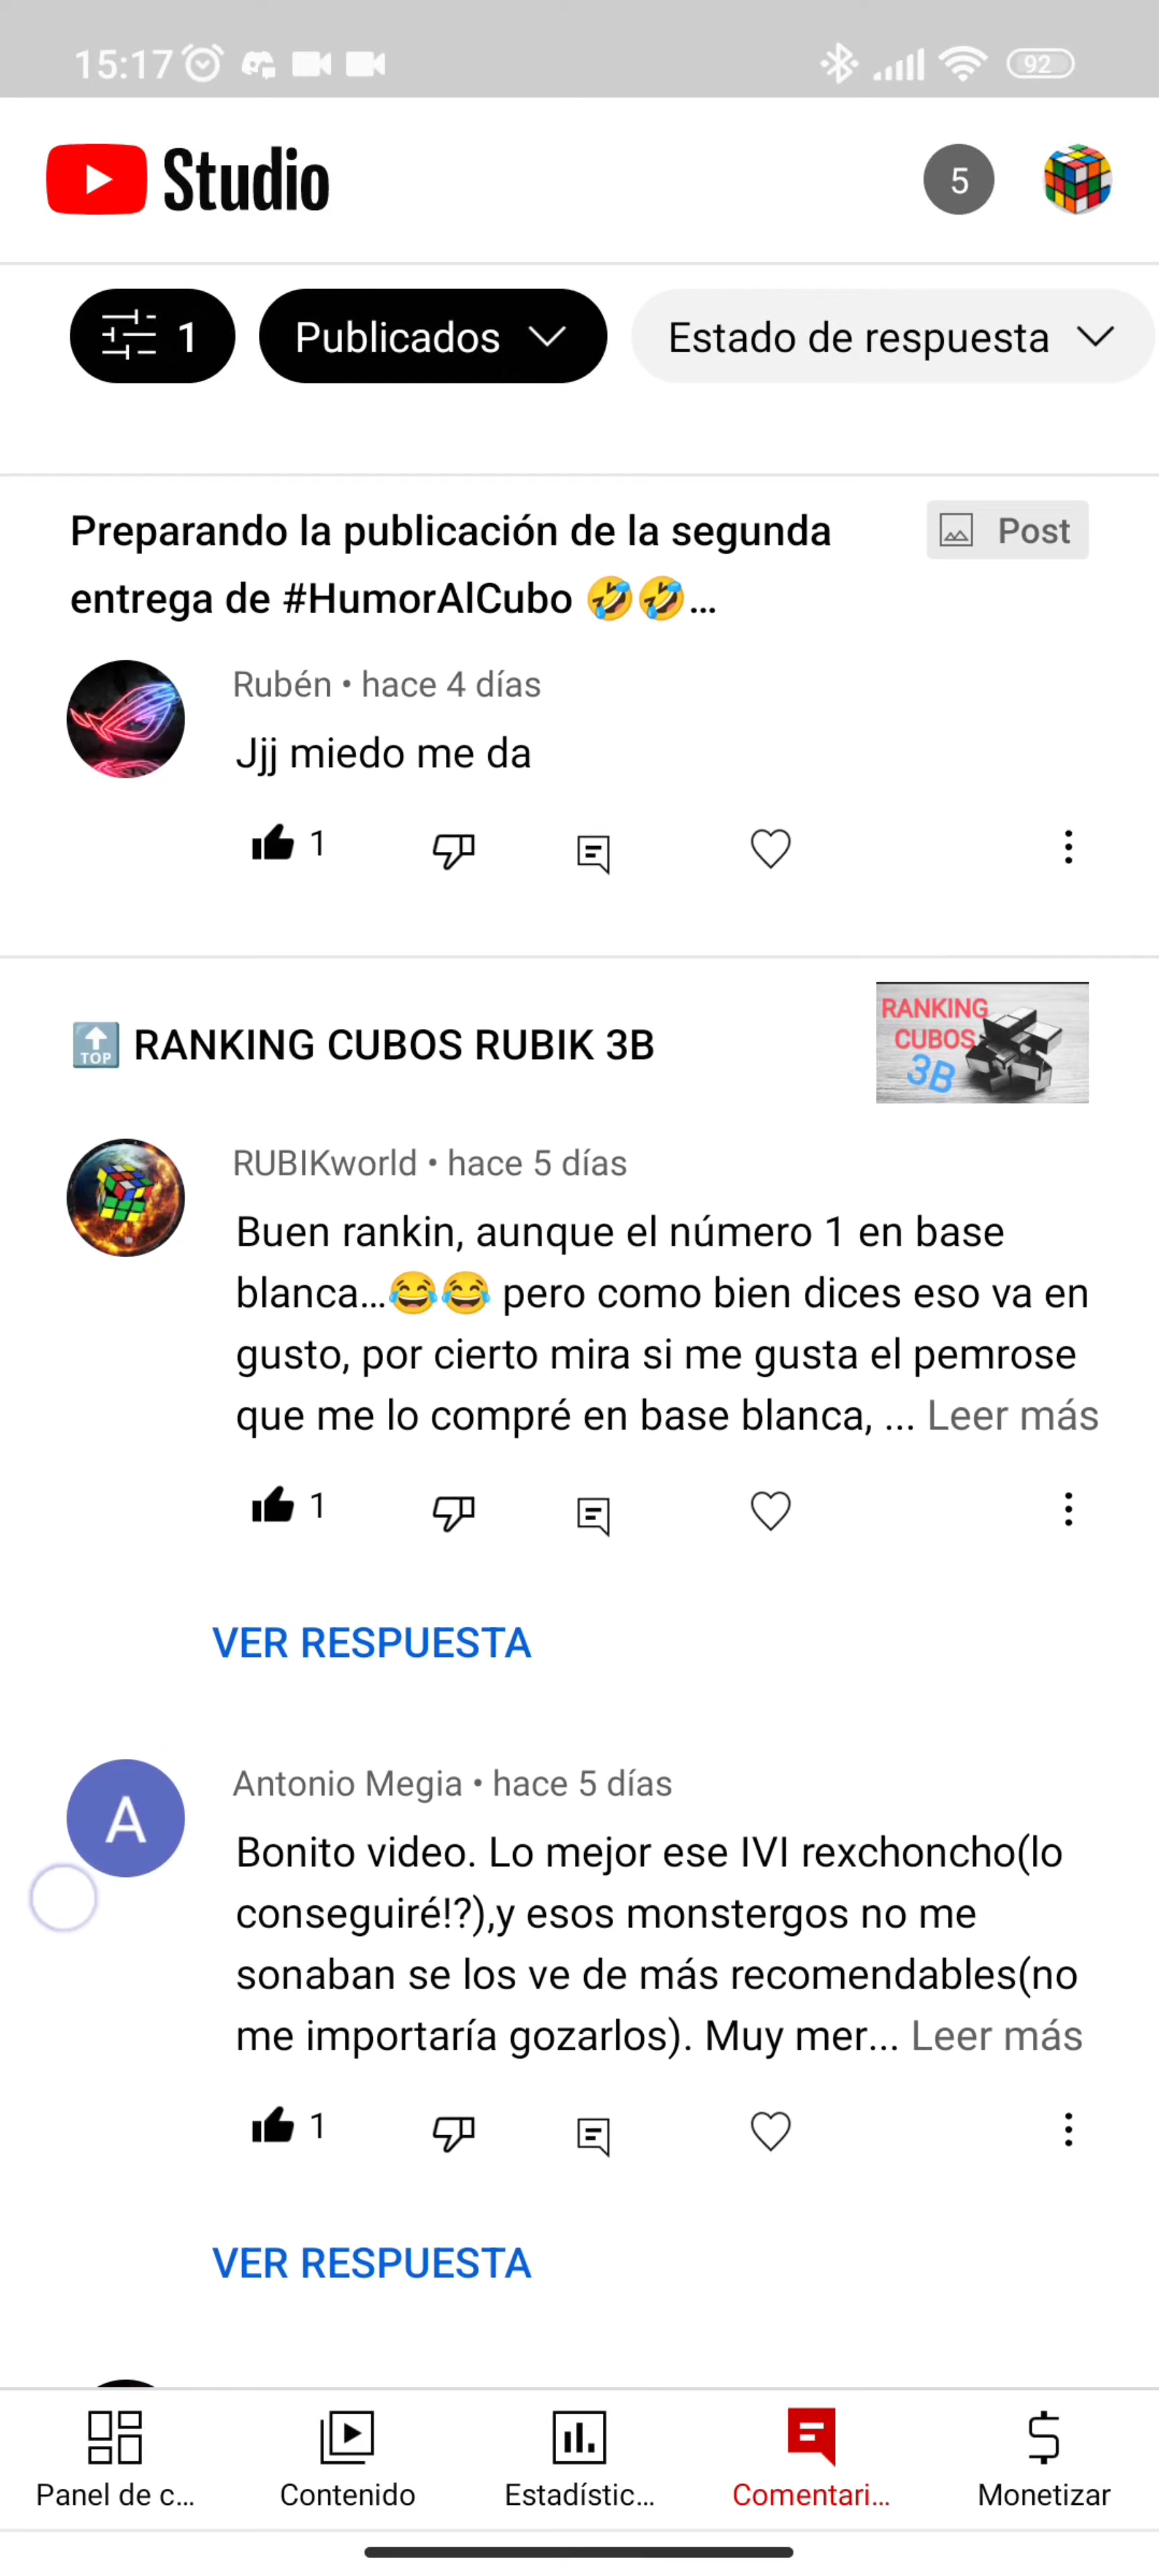 15:17
92
Studio
5
1
Publicados
Estado de respuesta
Preparando la publicación de la segunda
entrega de #HumorAlCubo 🤣🤣...
Post
Rubén • hace 4 días
Jjj miedo me da
1
🔝 RANKING CUBOS RUBIK 3B
RANKING
CUBOS
3B
RUBIKworld • hace 5 días
Buen rankin, aunque el número 1 en base
blanca...😂😂 pero como bien dices eso va en
gusto, por cierto mira si me gusta el pemrose
que me lo compré en base blanca, ... Leer más
1
VER RESPUESTA
A
Antonio Megia • hace 5 días
Bonito video. Lo mejor ese IVI rexchoncho(lo
conseguiré!?),y esos monstergos no me
sonaban se los ve de más recomendables(no
me importaría gozarlos). Muy mer... Leer más
1
VER RESPUESTA
Panel de c...
Contenido
Estadístic...
Comentari...
Monetizar